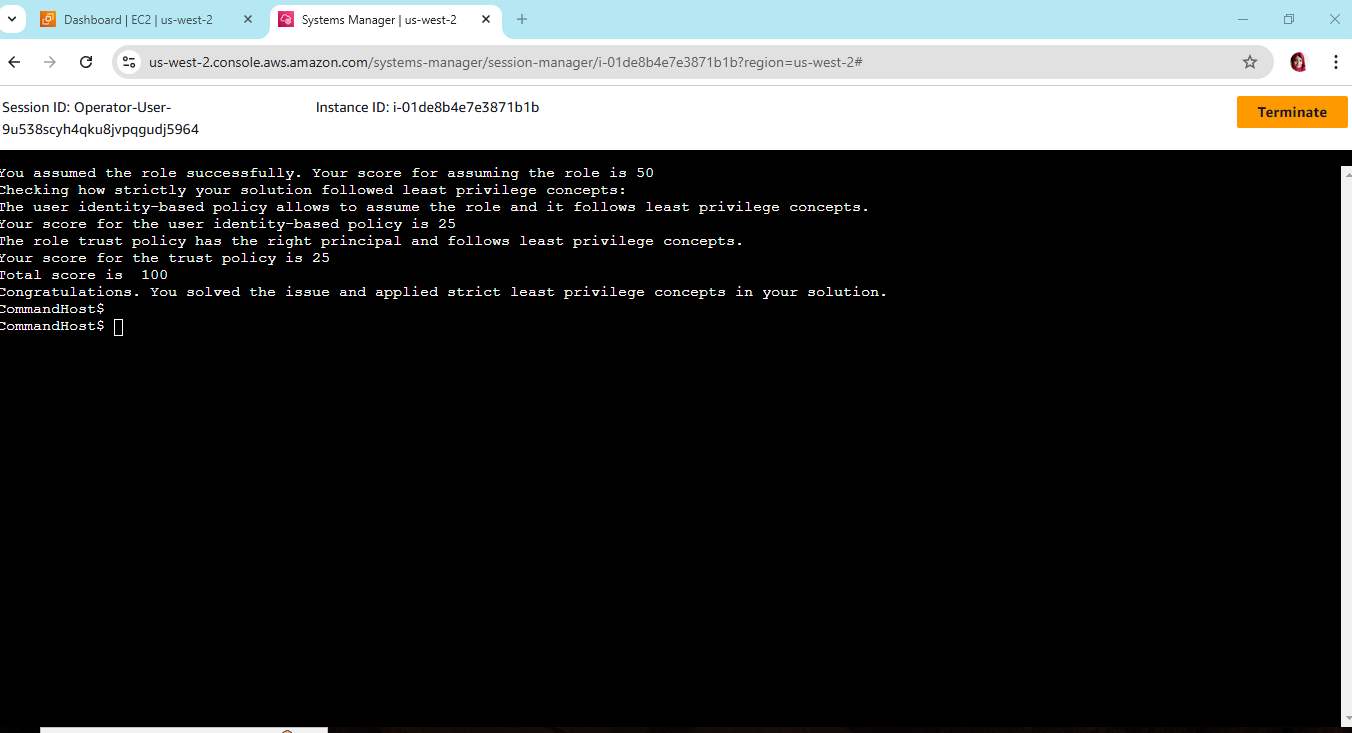 Dashboard | EC2 | us-west-2
Systems Manager | us-west-2
us-west-2.console.aws.amazon.com/systems-manager/session-manager/i-01de8b4e7e3871b1b?region=us-west-2#
Session ID: Operator-User-
9u538scyh4qku8jvpqgudj5964
Instance ID: i-01de8b4e7e3871b1b
Terminate
You assumed the role successfully. Your score for assuming the role is 50
Checking how strictly your solution followed least privilege concepts:
The user identity-based policy allows to assume the role and it follows least privilege concepts.
Your score for the user identity-based policy is 25
The role trust policy has the right principal and follows least privilege concepts.
Your score for the trust policy is 25
Total score is  100
Congratulations. You solved the issue and applied strict least privilege concepts in your solution.
CommandHost$
CommandHost$